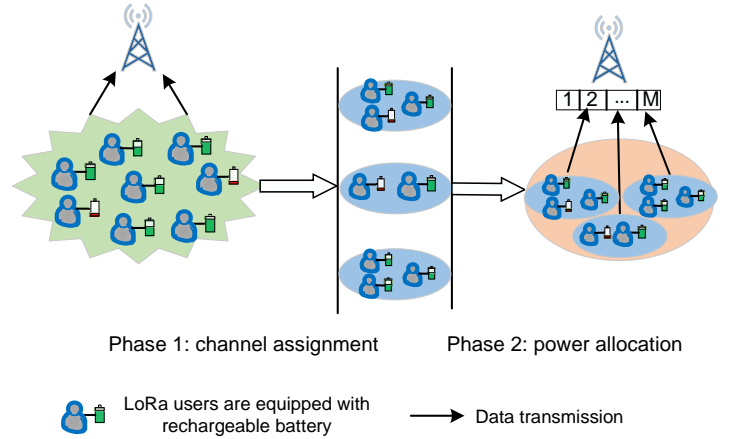 1 2 ... M
Phase 1: channel assignment
Phase 2: power allocation
LoRa users are equipped with
rechargeable battery
Data transmission